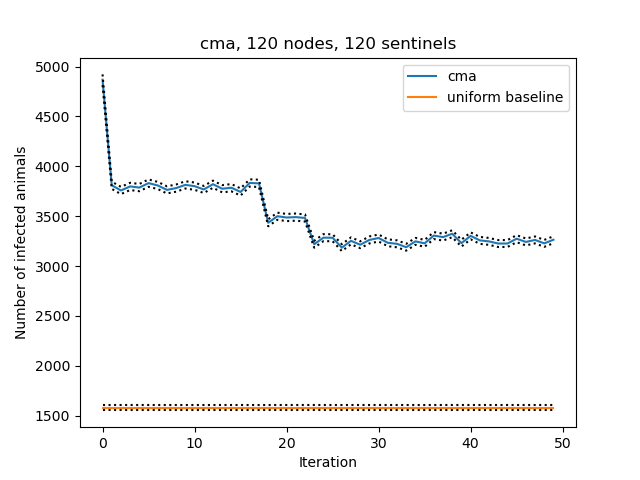 cma, 120 nodes, 120 sentinels
cma
uniform baseline
Number of infected animals
5000
4500
4000
3500
3000
2500
2000
1500
0 10 20 30 40 50
Iteration